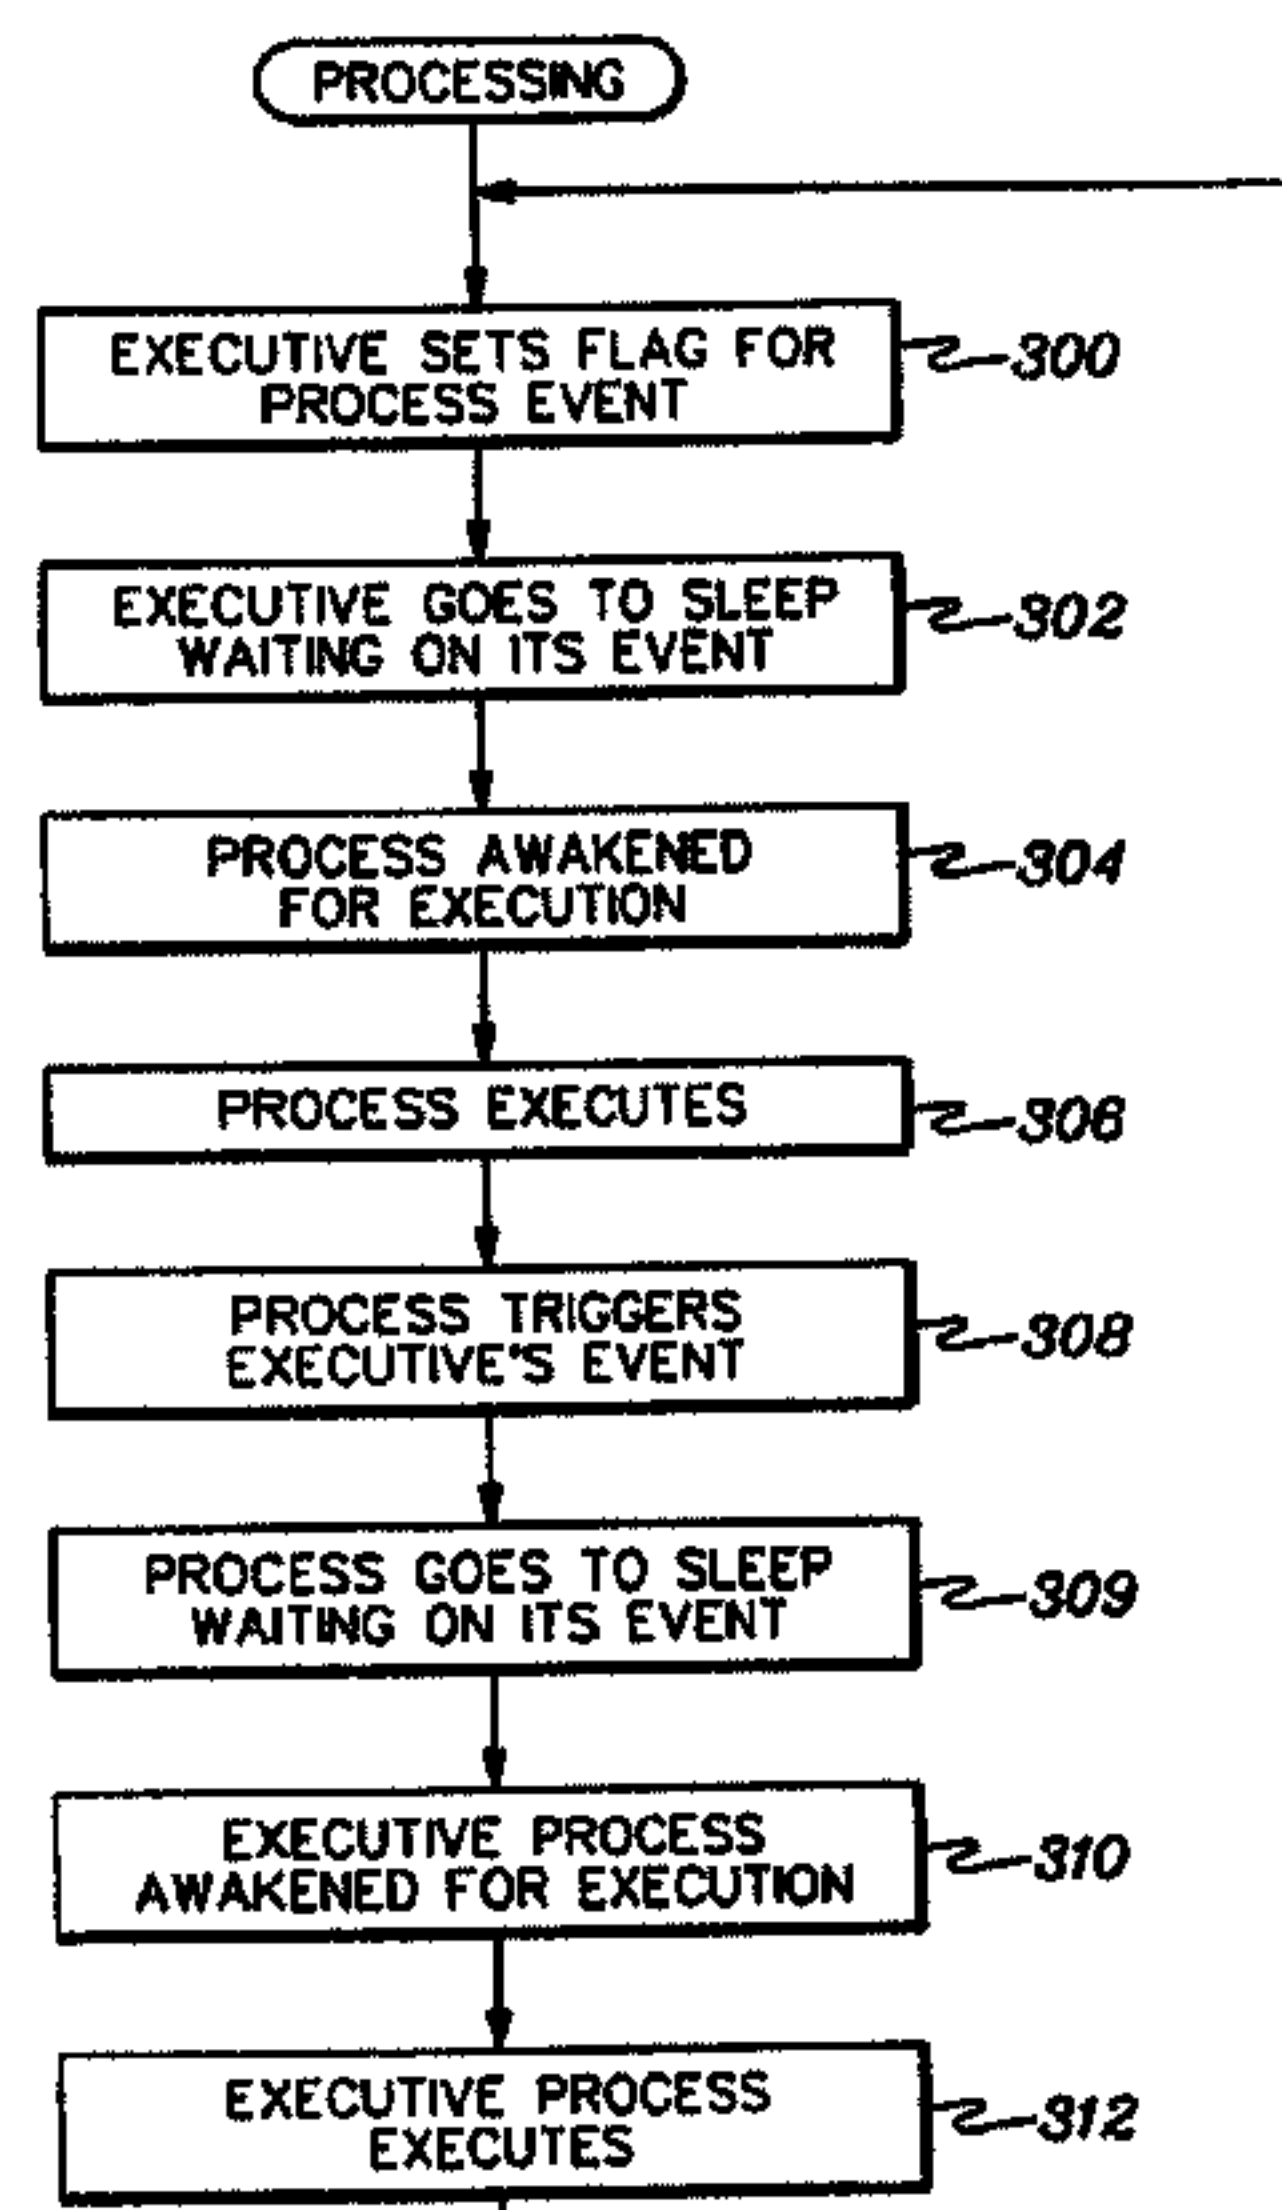 PROCESSING
EXECUTIVE SETS FLAG FOR
PROCESS EVENT
300
EXECUTIVE GOES TO SLEEP
WAITING ON ITS EVENT
302
PROCESS AWAKENED
FOR EXECUTION
304
PROCESS EXECUTES
306
PROCESS TRIGGERS
EXECUTIVE'S EVENT
308
PROCESS GOES TO SLEEP
WAITING ON ITS EVENT
309
EXECUTIVE PROCESS
AWAKENED FOR EXECUTION
310
EXECUTIVE PROCESS
EXECUTES
312